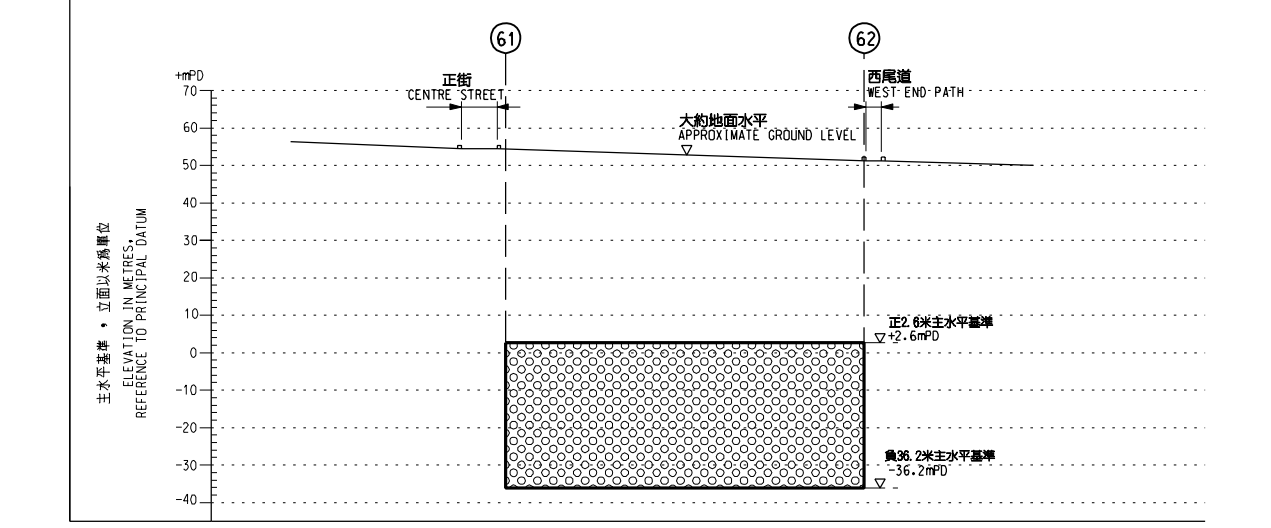 61
62
+mPD
正街
CENTRE STREET
西尾道
WEST END PATH
大約地面水平
APPROXIMATE GROUND LEVEL
70
60
50
40
30
20
10
0
-10
-20
-30
-40
主水平基準，立面以米爲單位
ELEVATION IN METRES,
REFERENCE TO PRINCIPAL DATUM
正2.6米主水平基準
+2.6mPD
負36.2米主水平基準
-36.2mPD